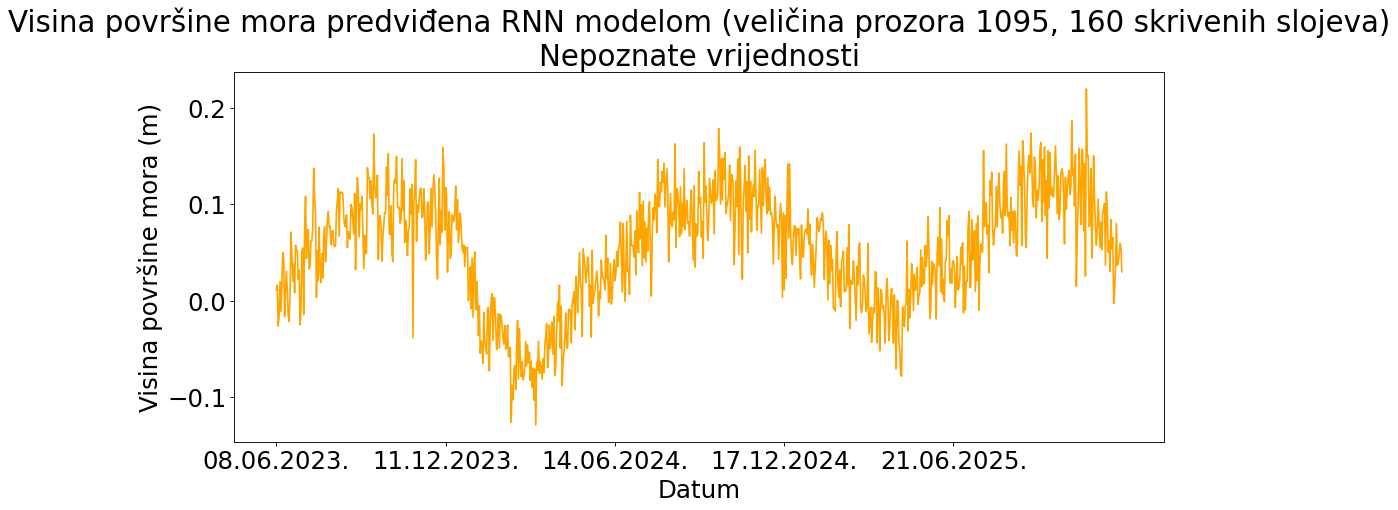 Visina površine mora predviđena RNN modelom (veličina prozora 1095, 160 skrivenih slojeva)
Nepoznate vrijednosti
Visina površine mora (m)
0.2
0.1
0.0
−0.1
08.06.2023. 11.12.2023. 14.06.2024. 17.12.2024. 21.06.2025.
Datum